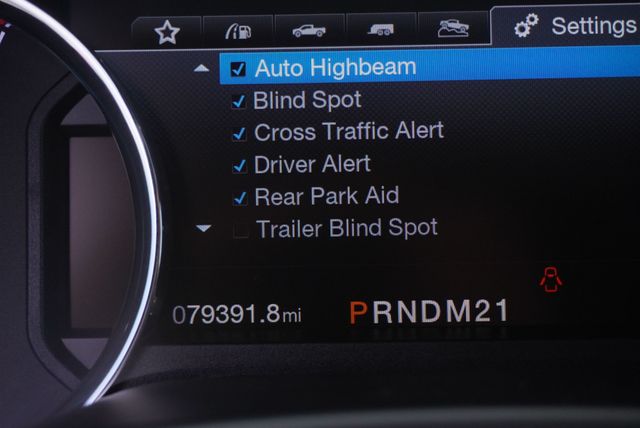 Settings
Auto Highbeam
Blind Spot
Cross Traffic Alert
Driver Alert
Rear Park Aid
Trailer Blind Spot
079391.8mi PRNDM21